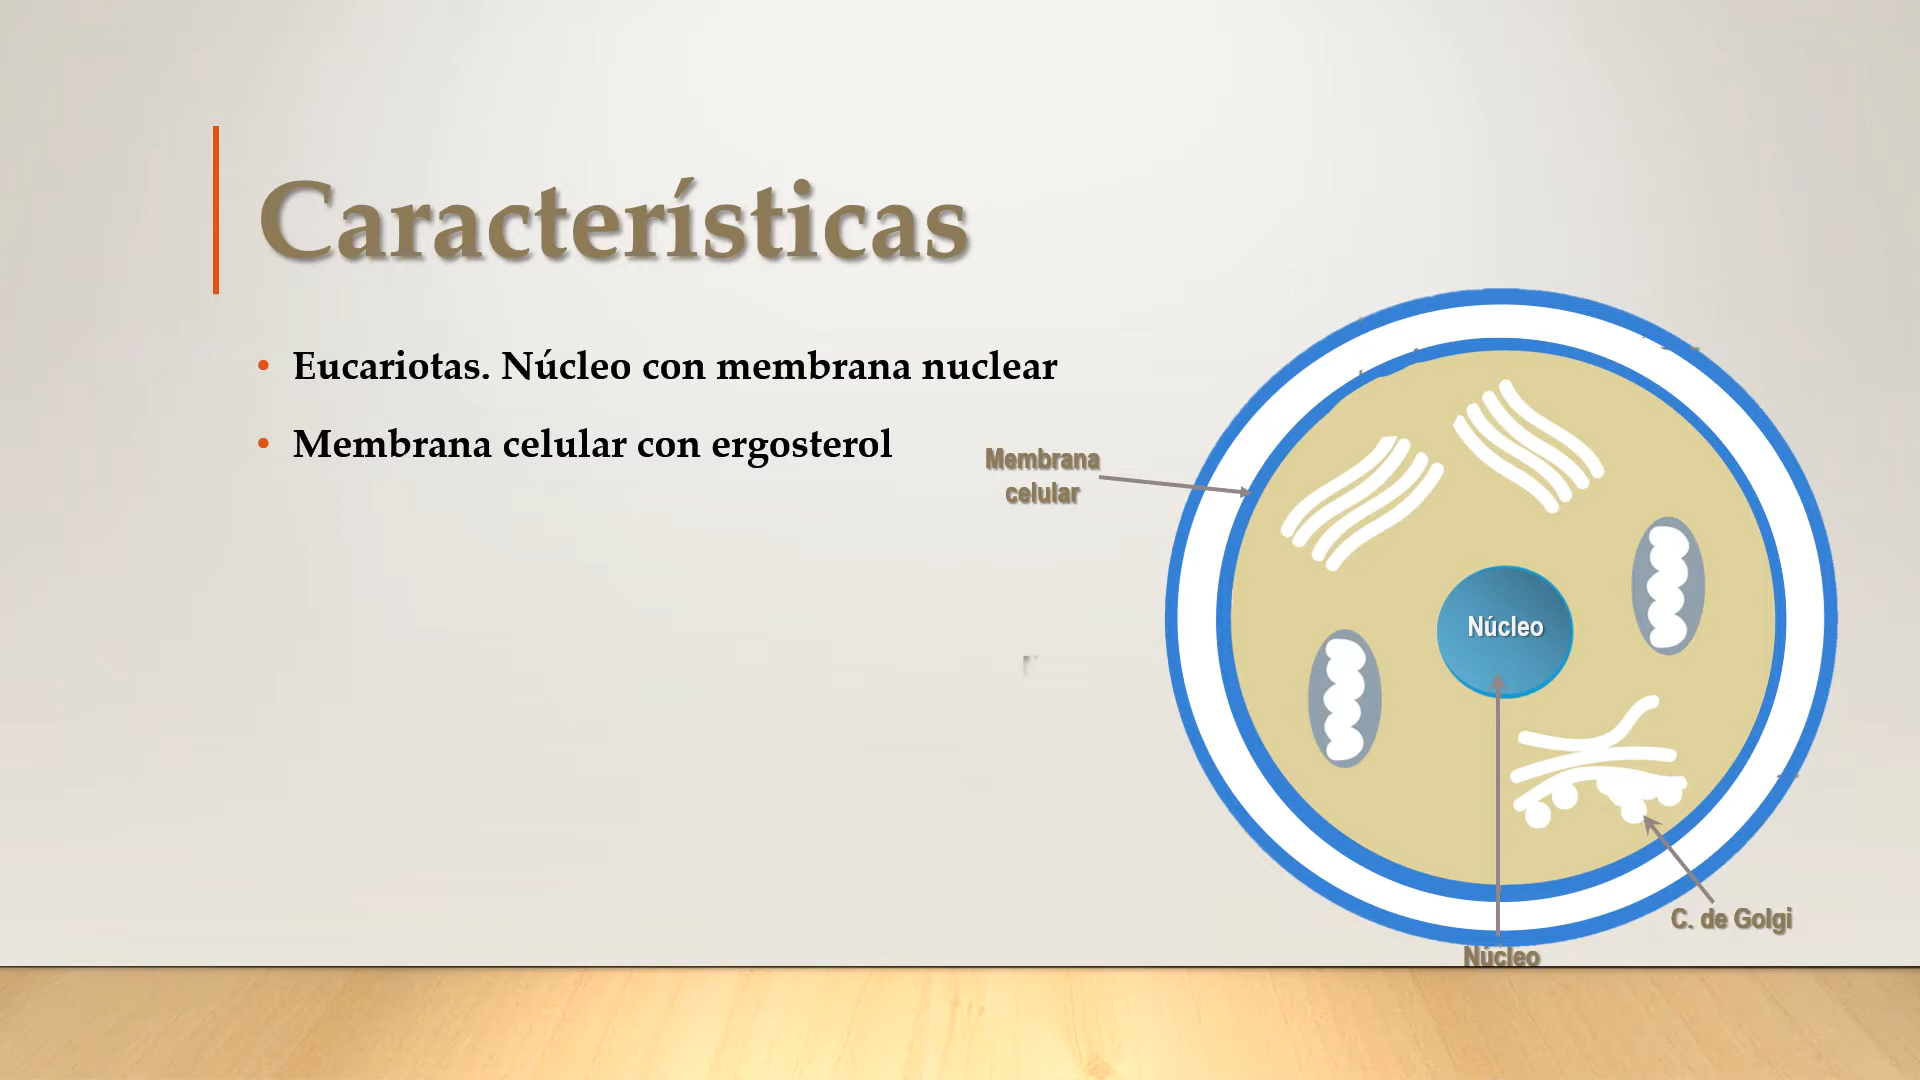 Características
• Eucariotas. Núcleo con membrana nuclear
• Membrana celular con ergosterol
Membrana
celular
Núcleo
C. de Golgi
Núcleo